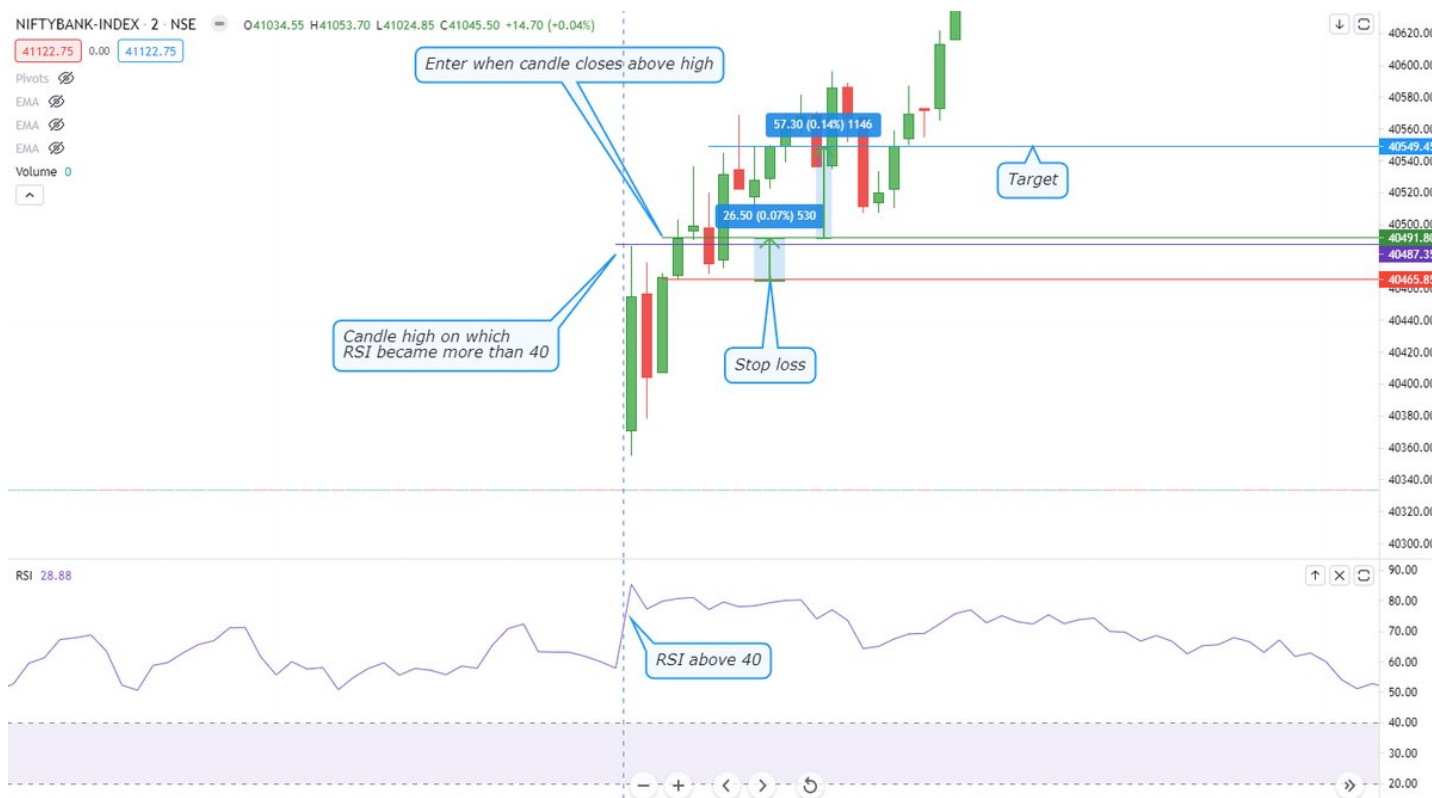 NIFTYBANK-INDEX · 2 · NSE O41034.55 H41053.70 L41024.85 C41045.50 +14.70 (+0.04%)
41122.75 0.00 41122.75
Pivots
EMA
EMA
EMA
Volume 0
Enter when candle closes above high
57.30 (0.14%) 1146
Target
26.50 (0.07%) 530
Candle high on which
RSI became more than 40
Stop loss
40620.00
40600.00
40580.00
40560.00
40549.45
40540.00
40520.00
40500.00
40491.80
40487.35
40465.85
40460.00
40440.00
40420.00
40400.00
40380.00
40360.00
40340.00
40320.00
40300.00
RSI 28.88
RSI above 40
90.00
80.00
70.00
60.00
50.00
40.00
30.00
20.00